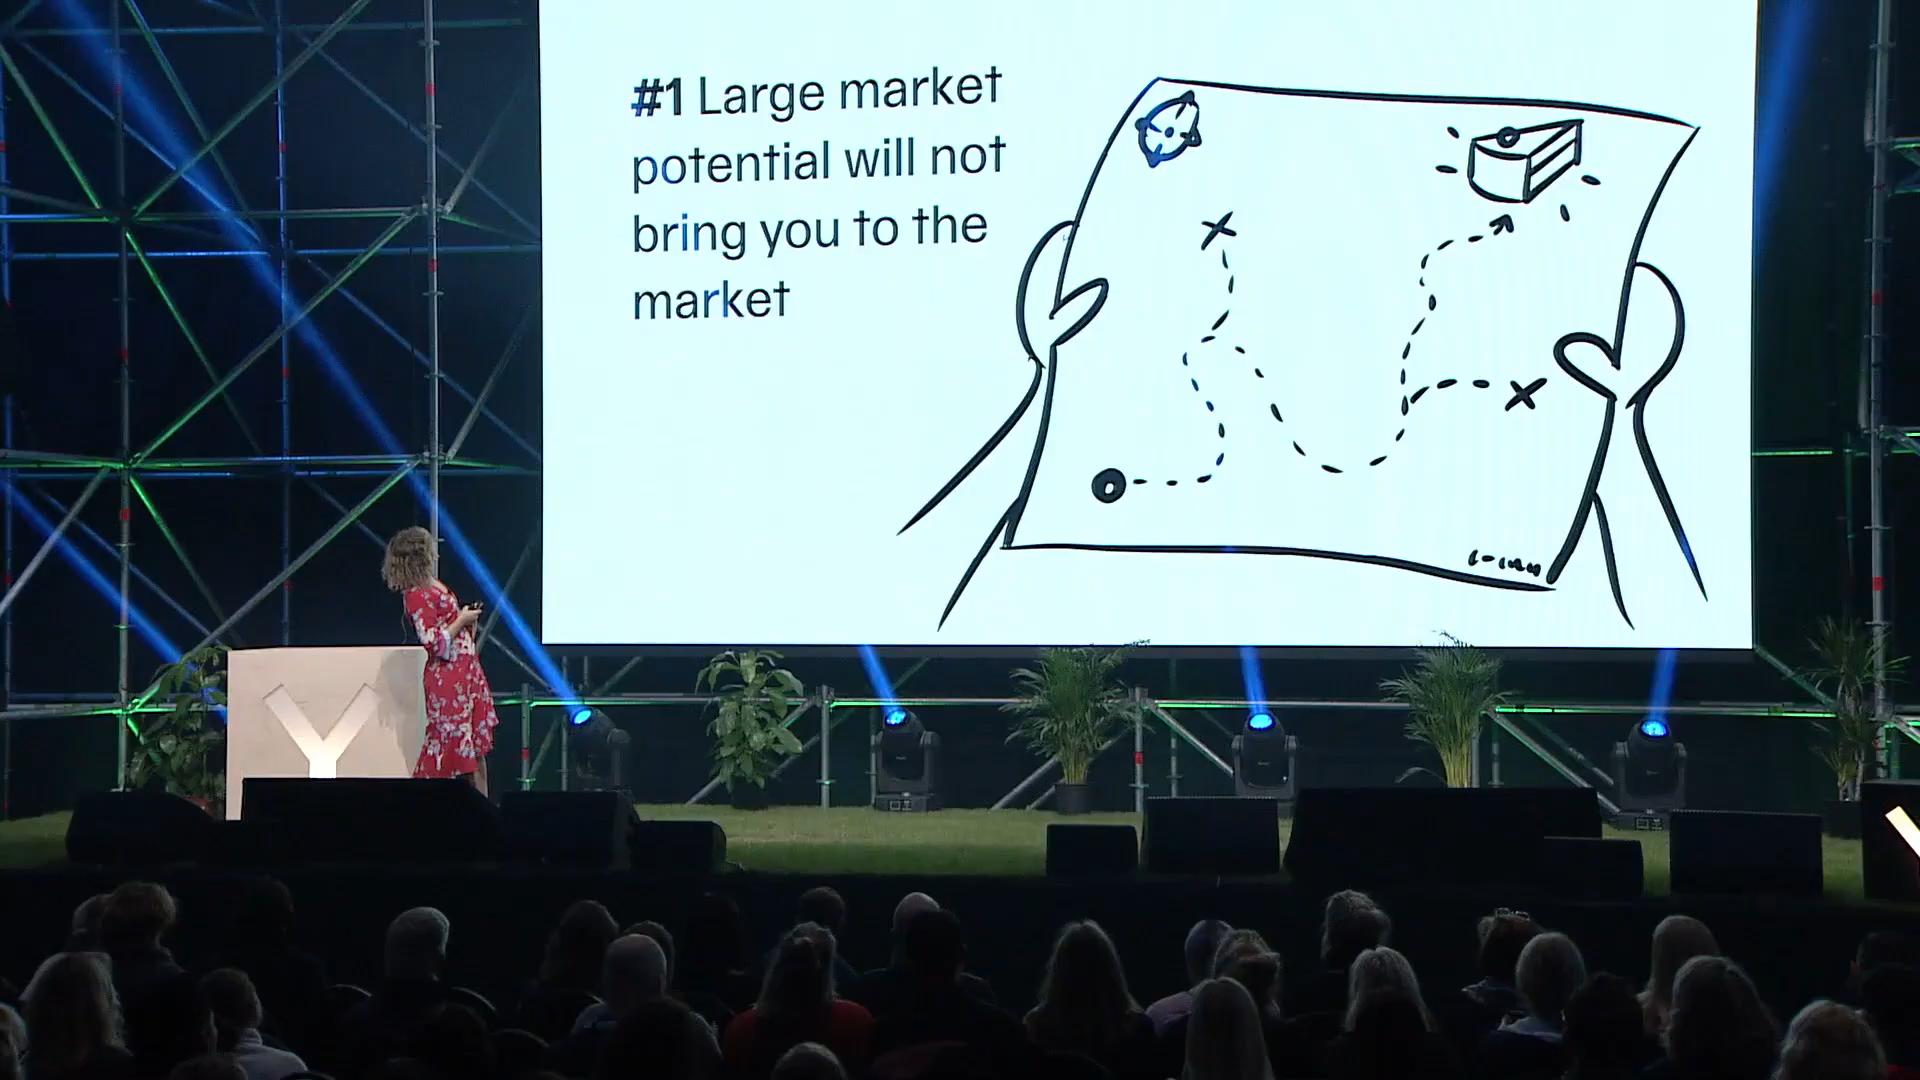 #1 Large market
potential will not
bring you to the
market
Y